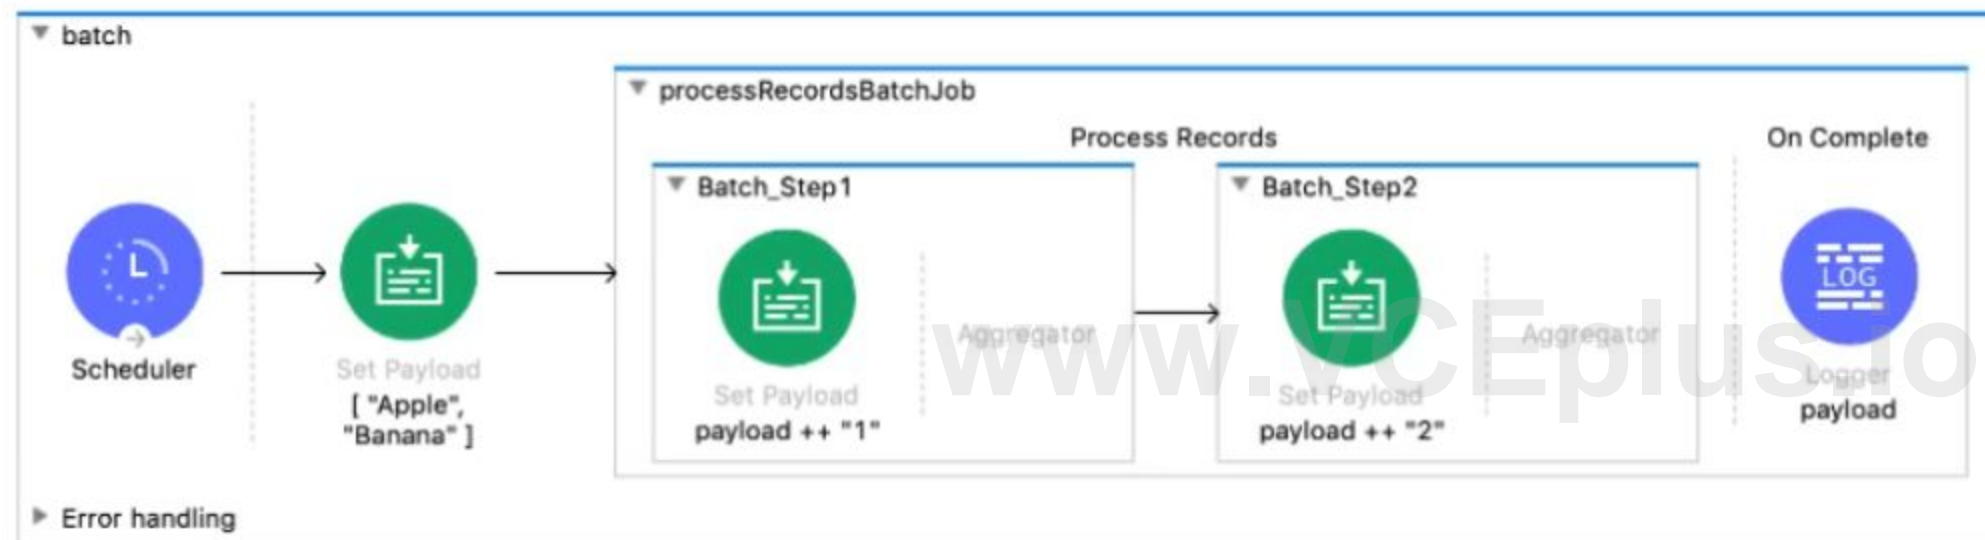 batch
processRecordsBatchJob
Process Records
On Complete
Batch_Step1
Batch_Step2
LOG
Aggregator
Aggregator
www.VCEplus.io
Scheduler
Set Payload
[ "Apple",
"Banana" ]
Set Payload
payload ++ "1"
Set Payload
payload ++ "2"
Logger
payload
Error handling